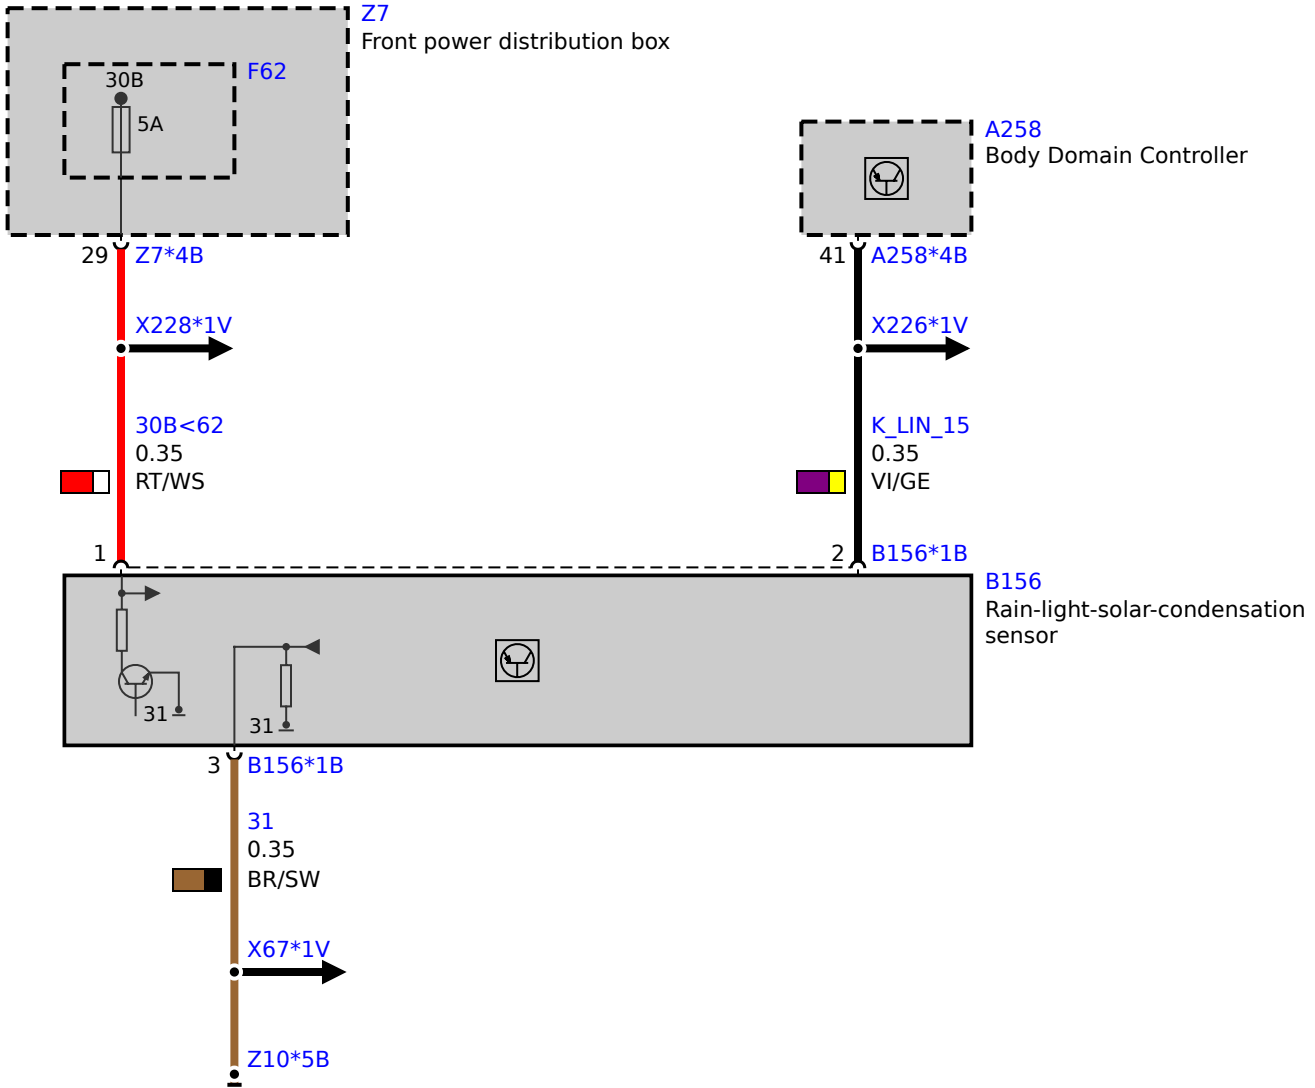 Z7
Front power distribution box
F62
30B
5A
A258
Body Domain Controller
29 Z7*4B
41 A258*4B
X228*1V
X226*1V
30B<62
0.35
RT/WS
K_LIN_15
0.35
VI/GE
1
2 B156*1B
B156
Rain-light-solar-condensation
sensor
31
31
3 B156*1B
31
0.35
BR/SW
X67*1V
Z10*5B